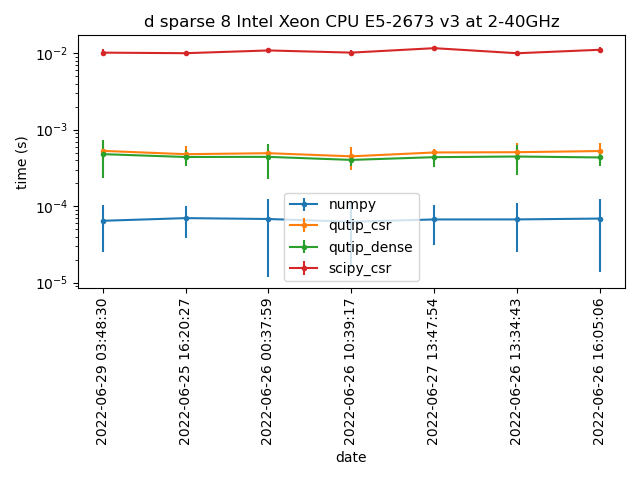 d sparse 8 Intel Xeon CPU E5-2673 v3 at 2-40GHz
time (s)
10⁻²
10⁻³
10⁻⁴
10⁻⁵
numpy
qutip_csr
qutip_dense
scipy_csr
2022-06-29 03:48:30
2022-06-25 16:20:27
2022-06-26 00:37:59
2022-06-26 10:39:17
2022-06-27 13:47:54
2022-06-26 13:34:43
2022-06-26 16:05:06
date